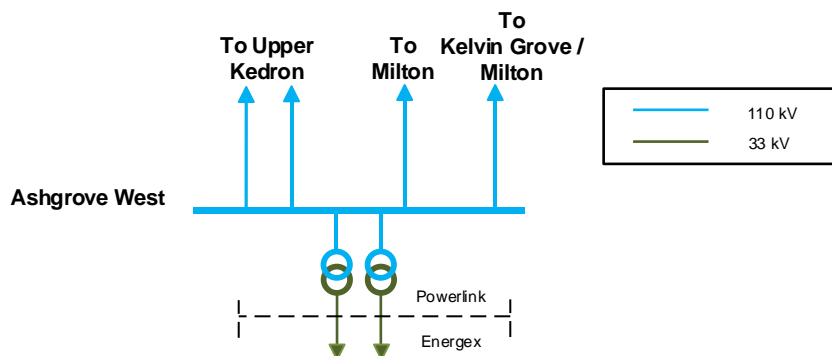 To Upper
Kedron
To
Milton
To
Kelvin Grove /
Milton
110 kV
33 kV
Ashgrove West
Powerlink
Energex